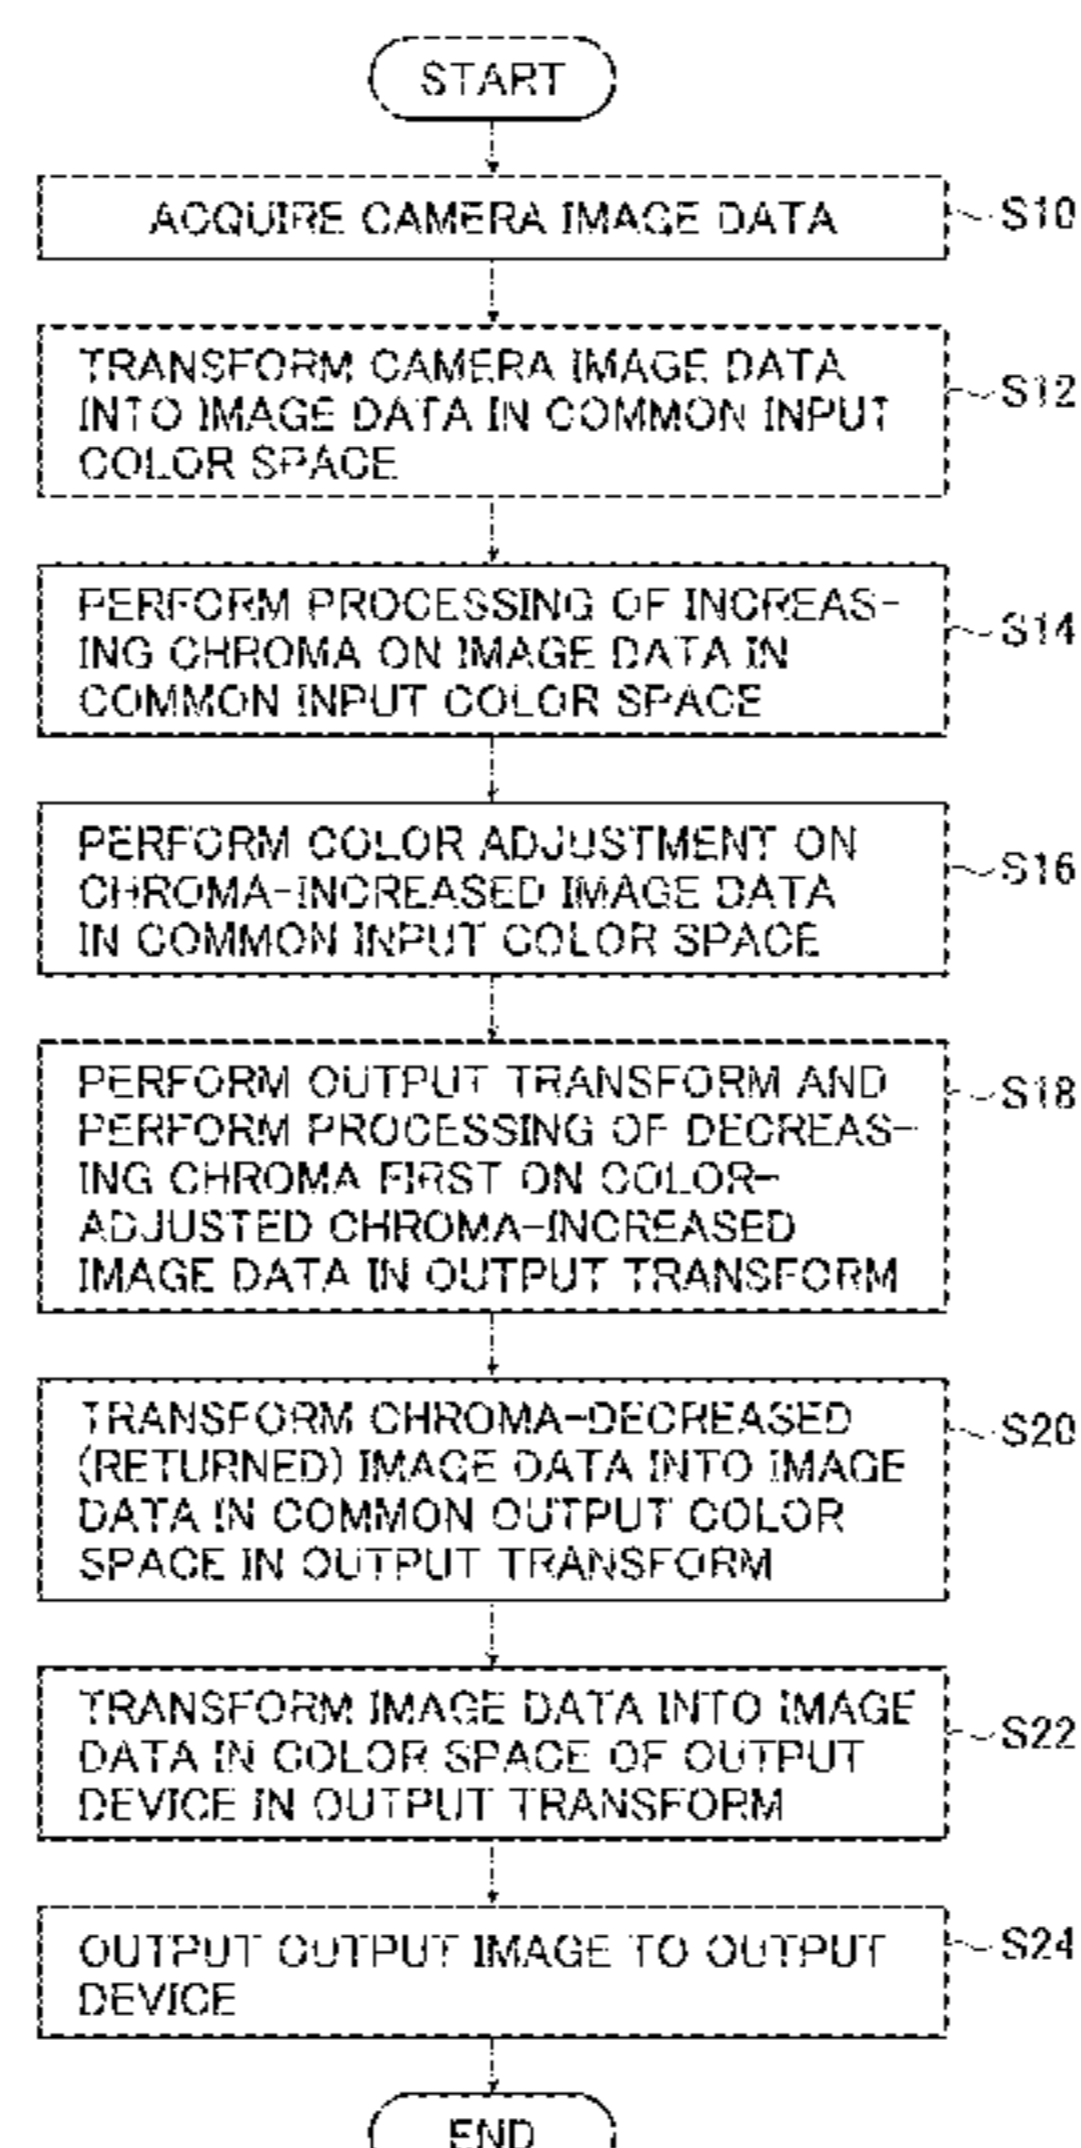 START
ACQUIRE CAMERA IMAGE DATA
S10
TRANSFORM CAMERA IMAGE DATA
INTO IMAGE DATA IN COMMON INPUT
COLOR SPACE
S12
PERFORM PROCESSING OF INCREAS-
ING CHROMA ON IMAGE DATA IN
COMMON INPUT COLOR SPACE
S14
PERFORM COLOR ADJUSTMENT ON
CHROMA-INCREASED IMAGE DATA
IN COMMON INPUT COLOR SPACE
S16
PERFORM OUTPUT TRANSFORM AND
PERFORM PROCESSING OF DECREAS-
ING CHROMA FIRST ON COLOR-
ADJUSTED CHROMA-INCREASED
IMAGE DATA IN OUTPUT TRANSFORM
S18
TRANSFORM CHROMA-DECREASED
(RETURNED) IMAGE DATA INTO IMAGE
DATA IN COMMON OUTPUT COLOR
SPACE IN OUTPUT TRANSFORM
S20
TRANSFORM IMAGE DATA INTO IMAGE
DATA IN COLOR SPACE OF OUTPUT
DEVICE IN OUTPUT TRANSFORM
S22
OUTPUT OUTPUT IMAGE TO OUTPUT
DEVICE
S24
END